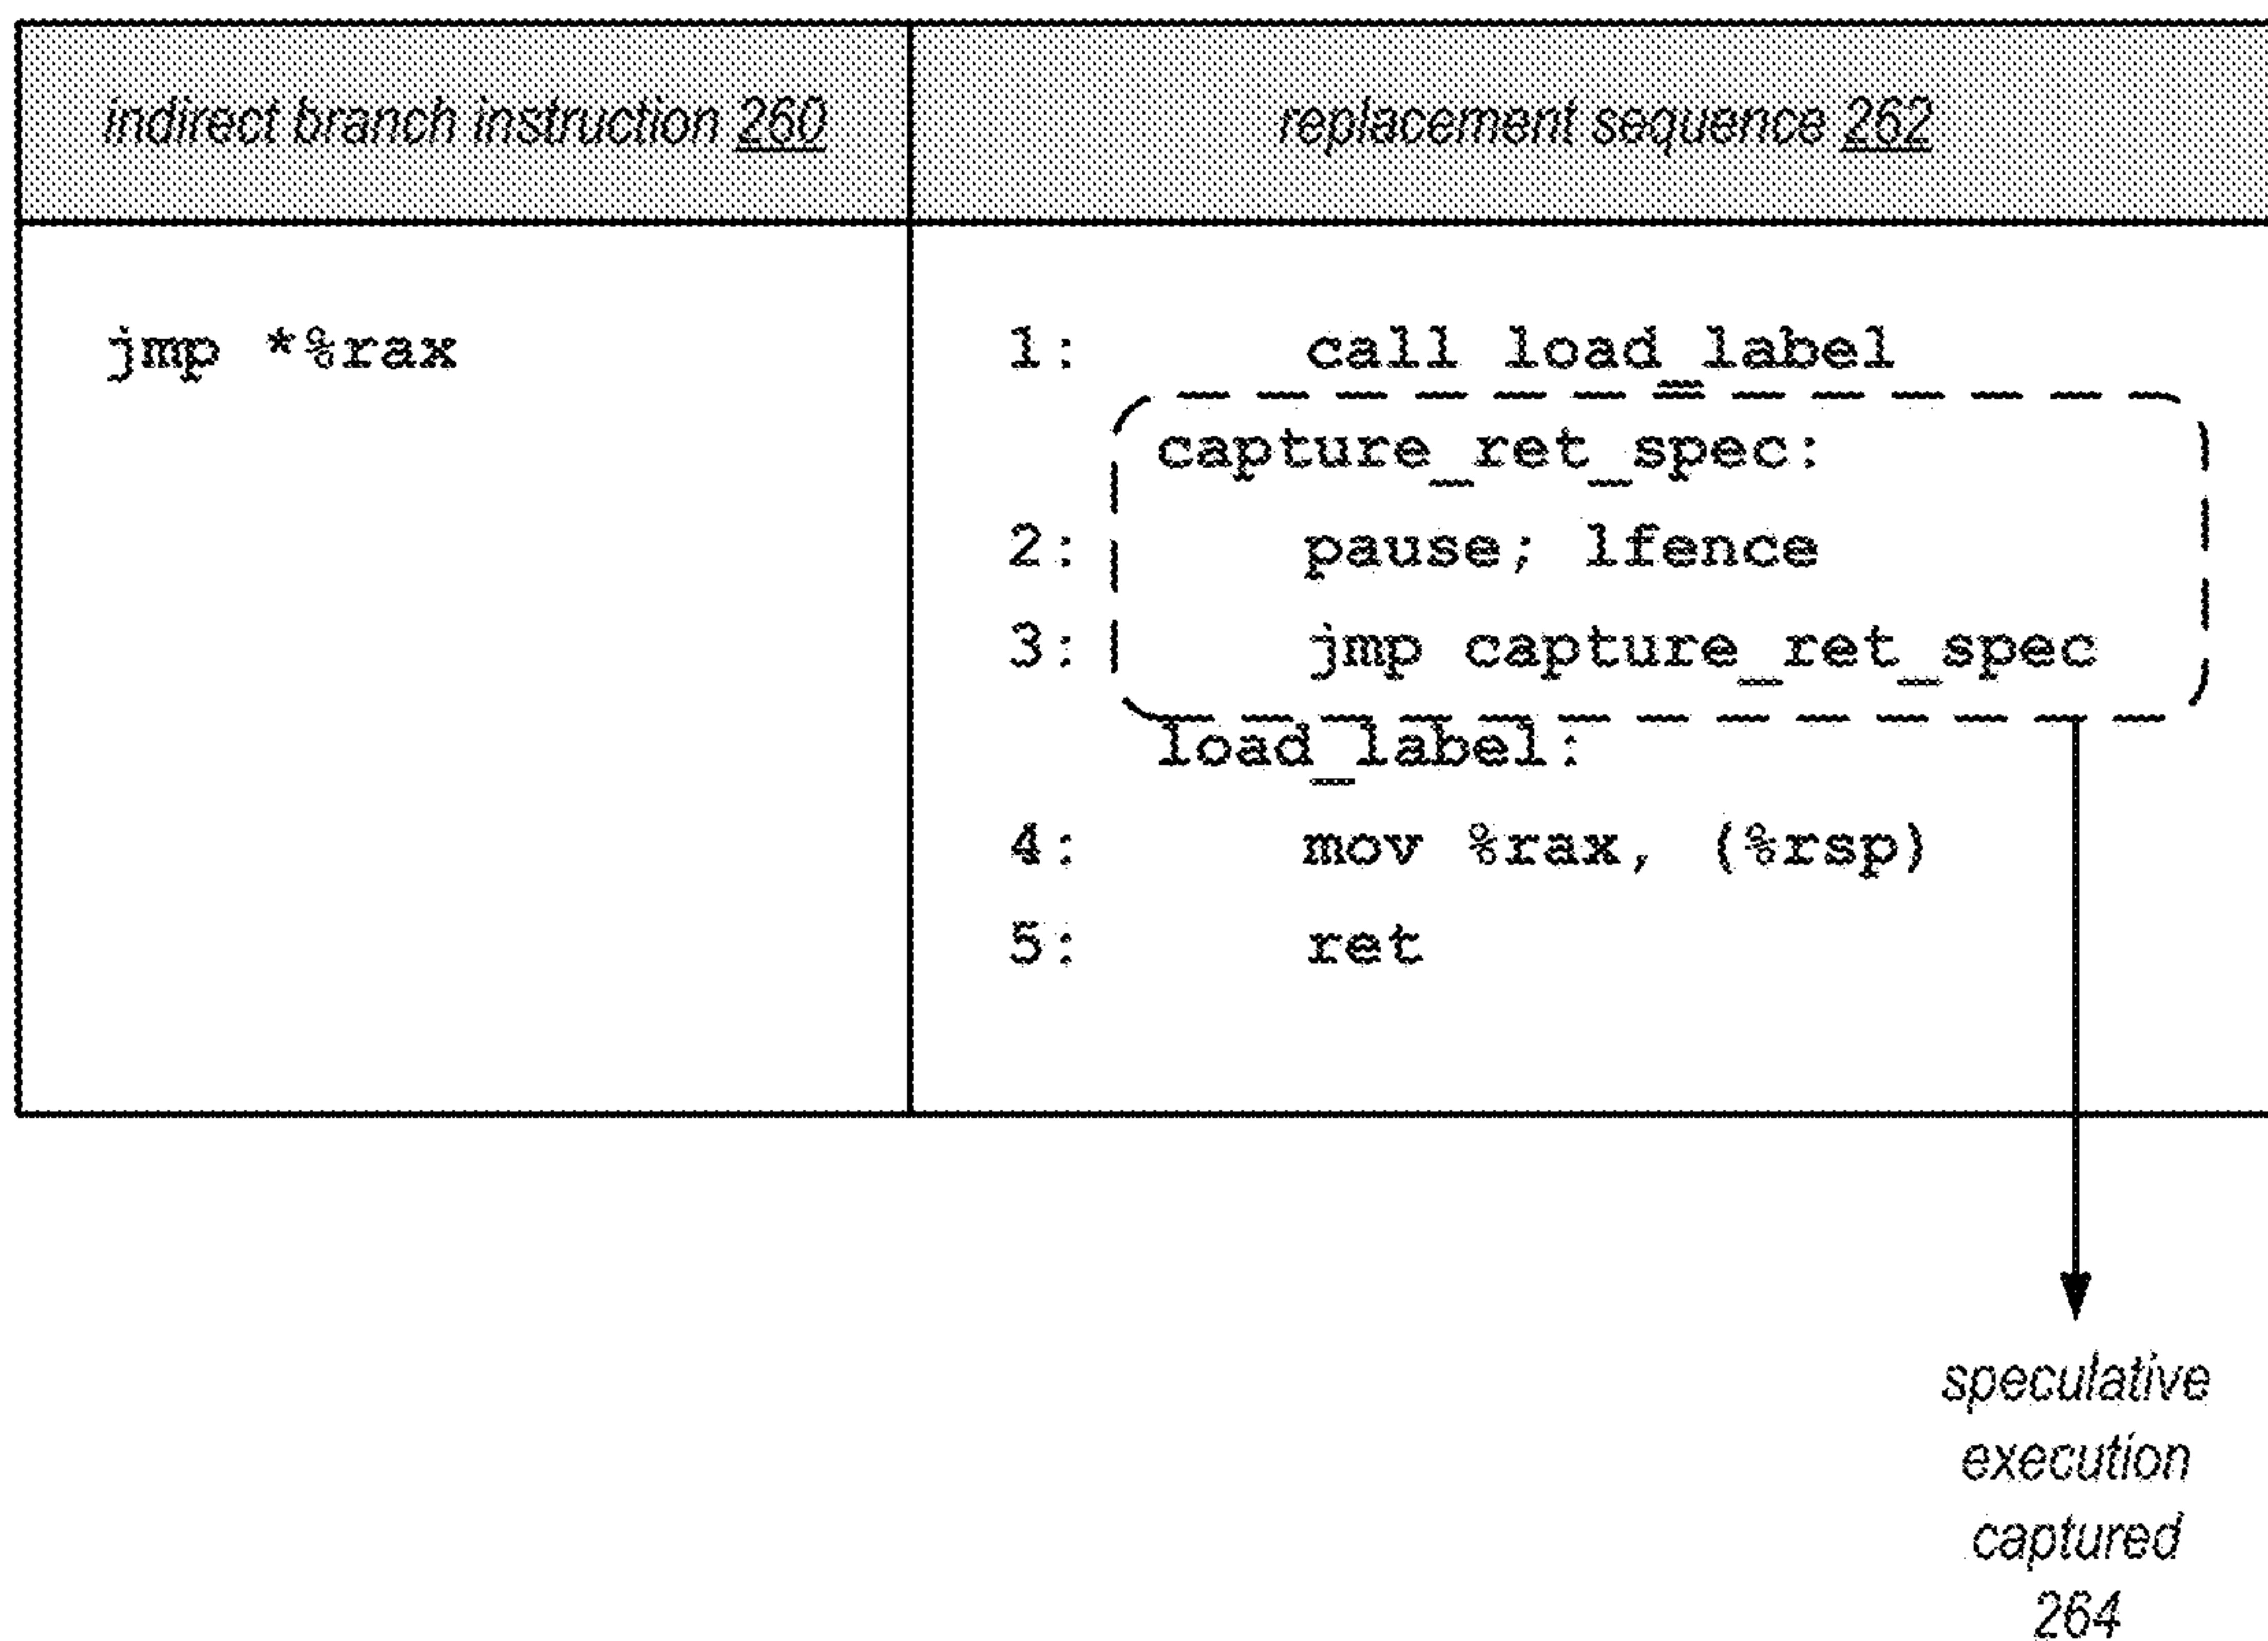 indirect branch instruction 260
replacement sequence 262
jmp *%rax
1: call load_label
capture_ret_spec:
2: pause; lfence
3: jmp capture_ret_spec
load_label:
4: mov %rax, (%rsp)
5: ret
speculative
execution
captured
264